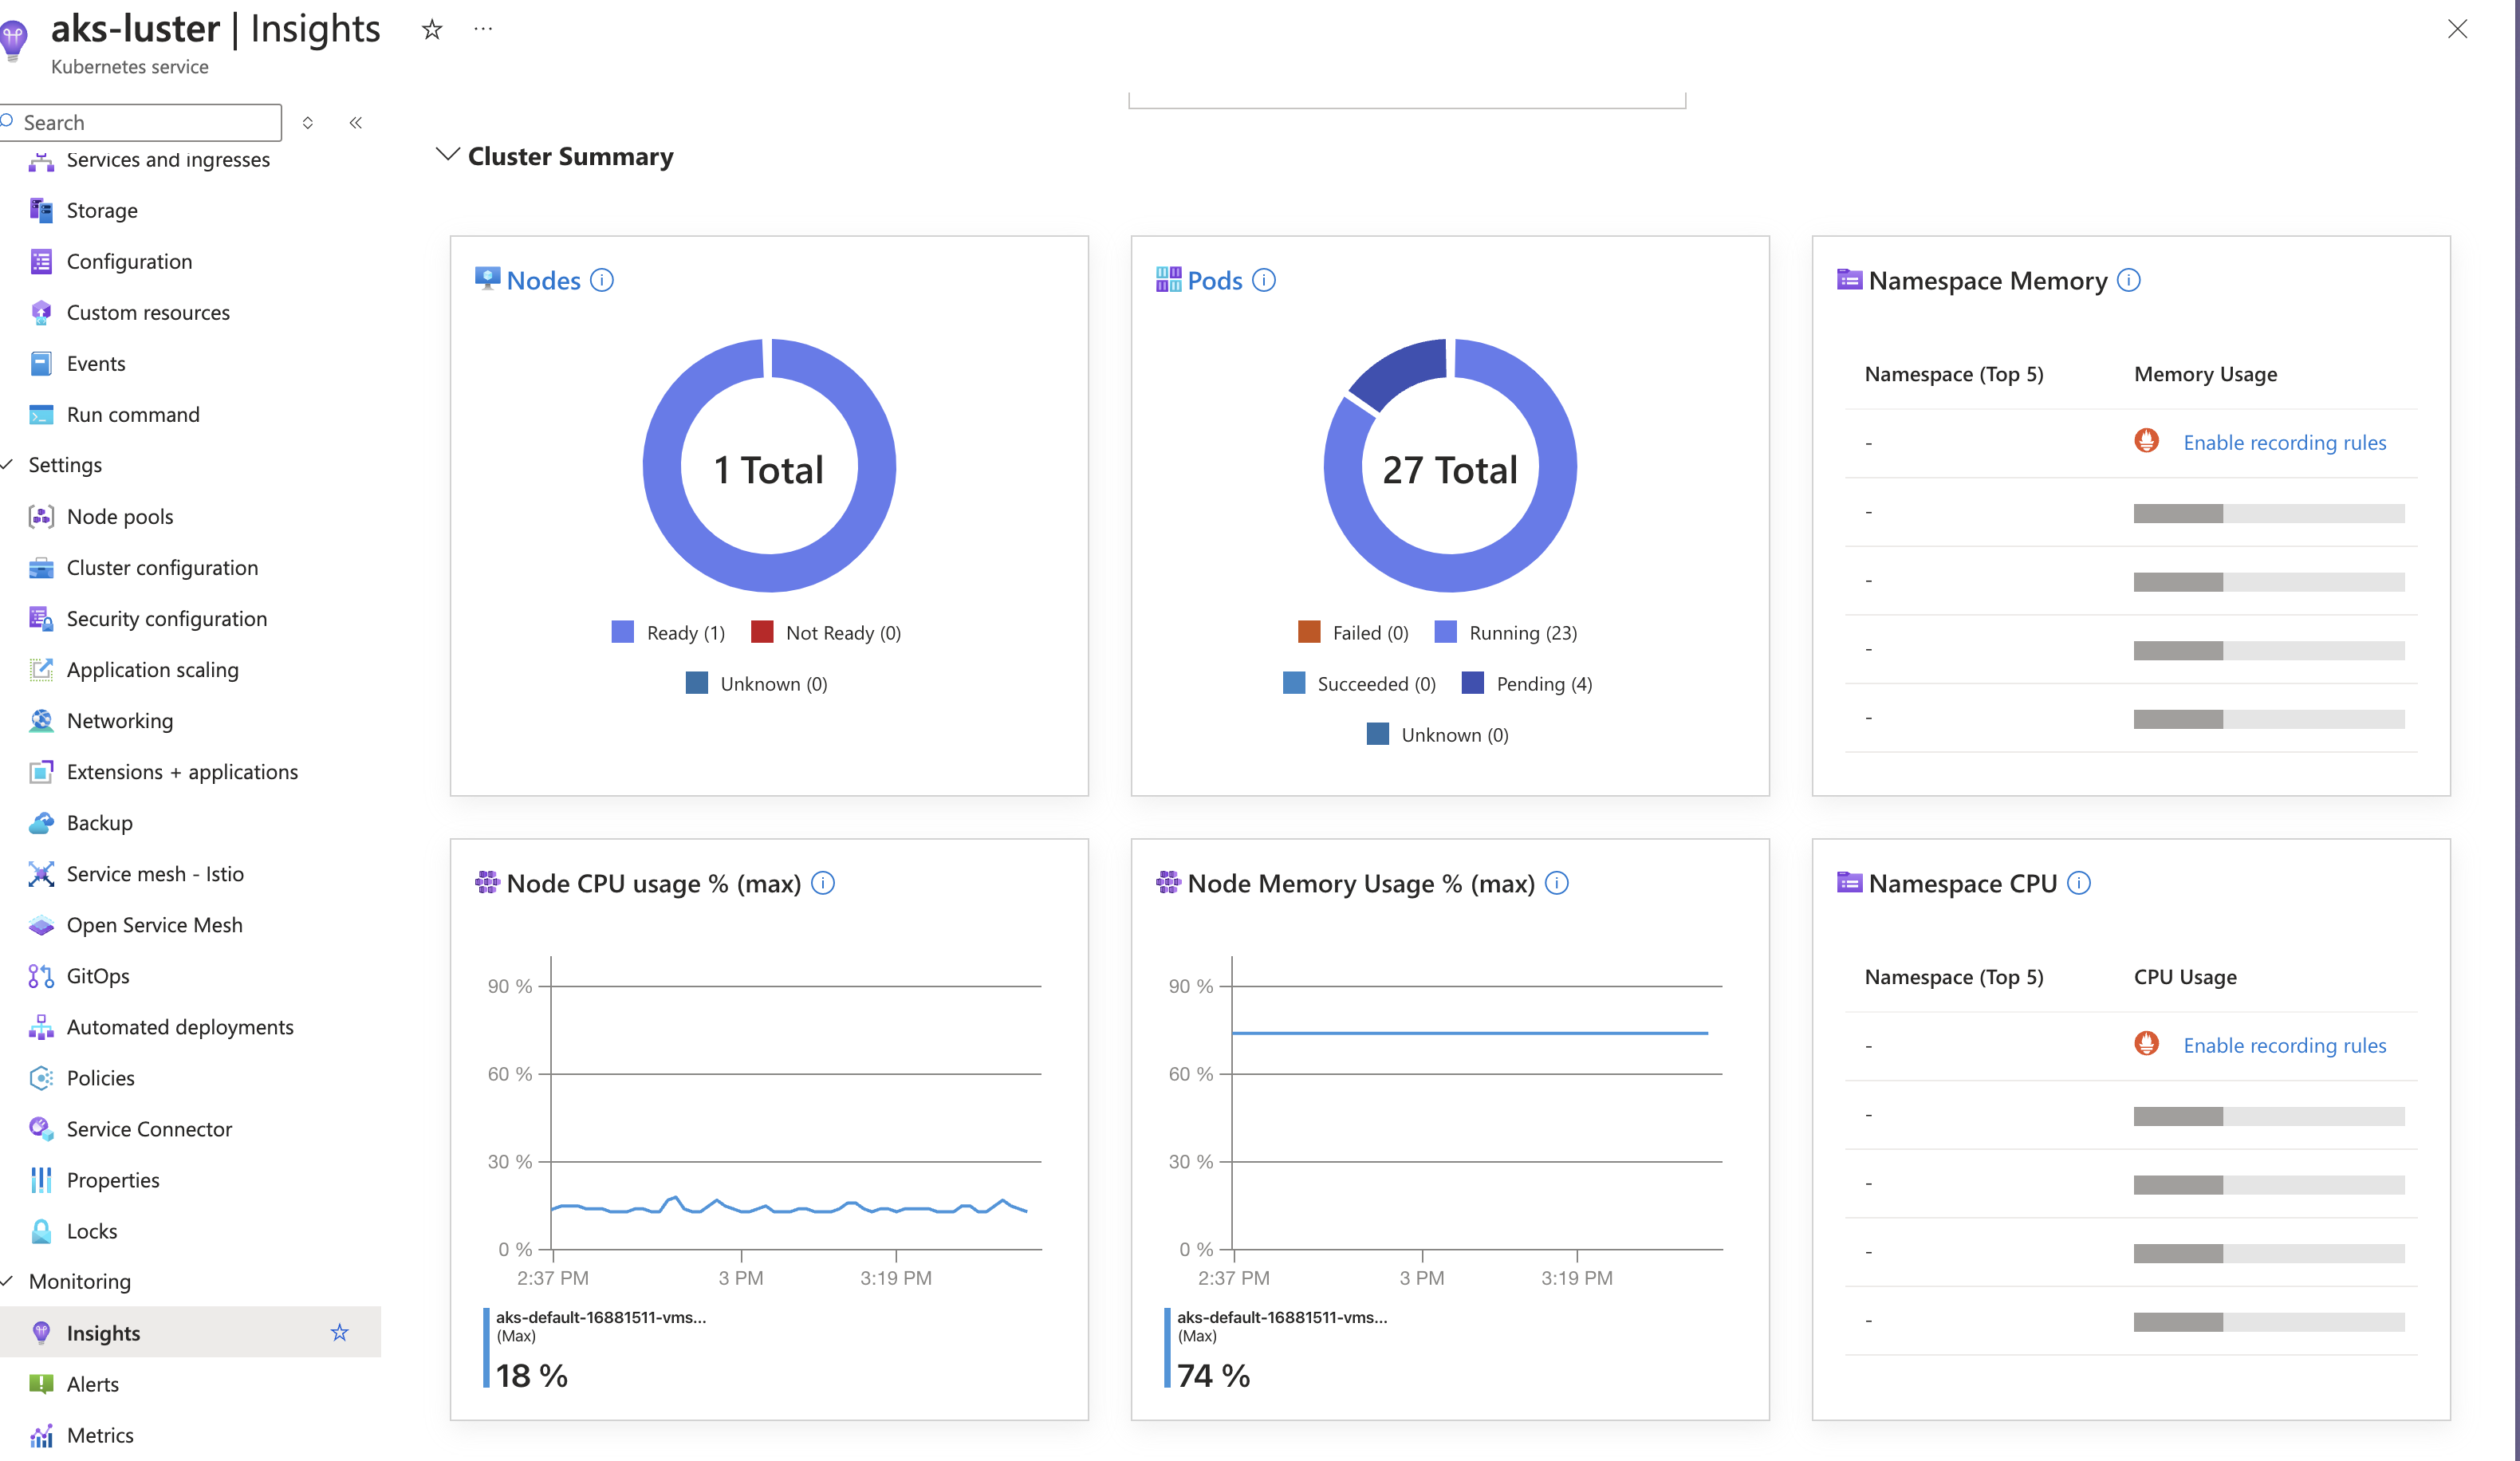 aks-luster | Insights
Kubernetes service
Search
Services and ingresses
Storage
Configuration
Custom resources
Events
Run command
Settings
Node pools
Cluster configuration
Security configuration
Application scaling
Networking
Extensions + applications
Backup
Service mesh - Istio
Open Service Mesh
GitOps
Automated deployments
Policies
Service Connector
Properties
Locks
Monitoring
Insights
Alerts
Metrics
Cluster Summary
Nodes
1 Total
Ready (1) Not Ready (0)
Unknown (0)
Pods
27 Total
Failed (0) Running (23)
Succeeded (0) Pending (4)
Unknown (0)
Namespace Memory
Namespace (Top 5) Memory Usage
- Enable recording rules
-
-
-
-
Node CPU usage % (max)
90 %
60 %
30 %
0 %
2:37 PM 3 PM 3:19 PM
aks-default-16881511-vms...
(Max)
18 %
Node Memory Usage % (max)
90 %
60 %
30 %
0 %
2:37 PM 3 PM 3:19 PM
aks-default-16881511-vms...
(Max)
74 %
Namespace CPU
Namespace (Top 5) CPU Usage
- Enable recording rules
-
-
-
-